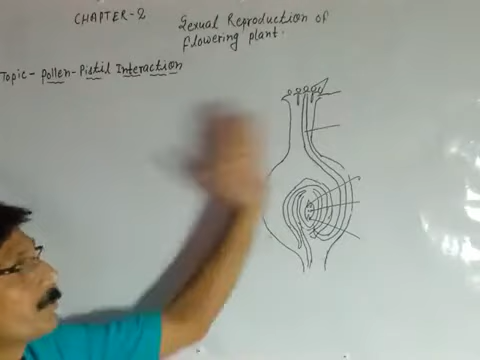 CHAPTER-2
Sexual Reproduction of
flowering plant.
Topic- Pollen-Pistil Interaction